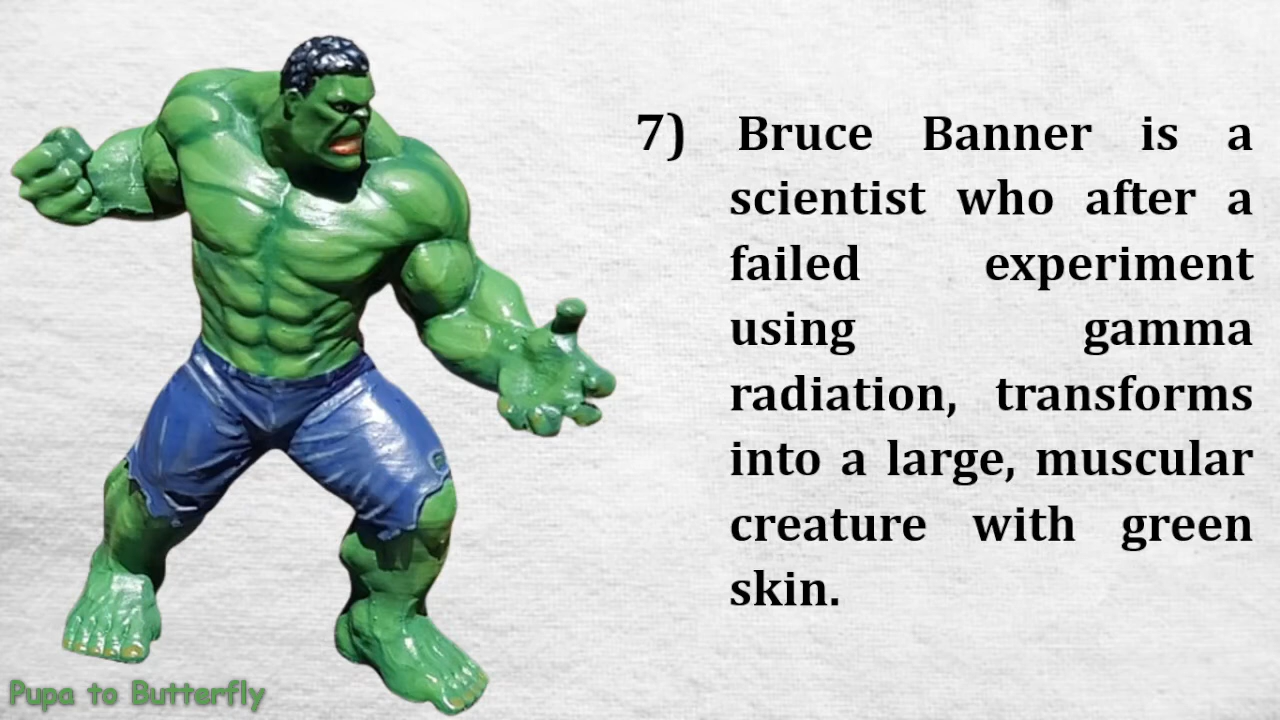 7) Bruce Banner is a
scientist who after a
failed experiment
using gamma
radiation, transforms
into a large, muscular
creature with green
skin.
Pupa to Butterfly